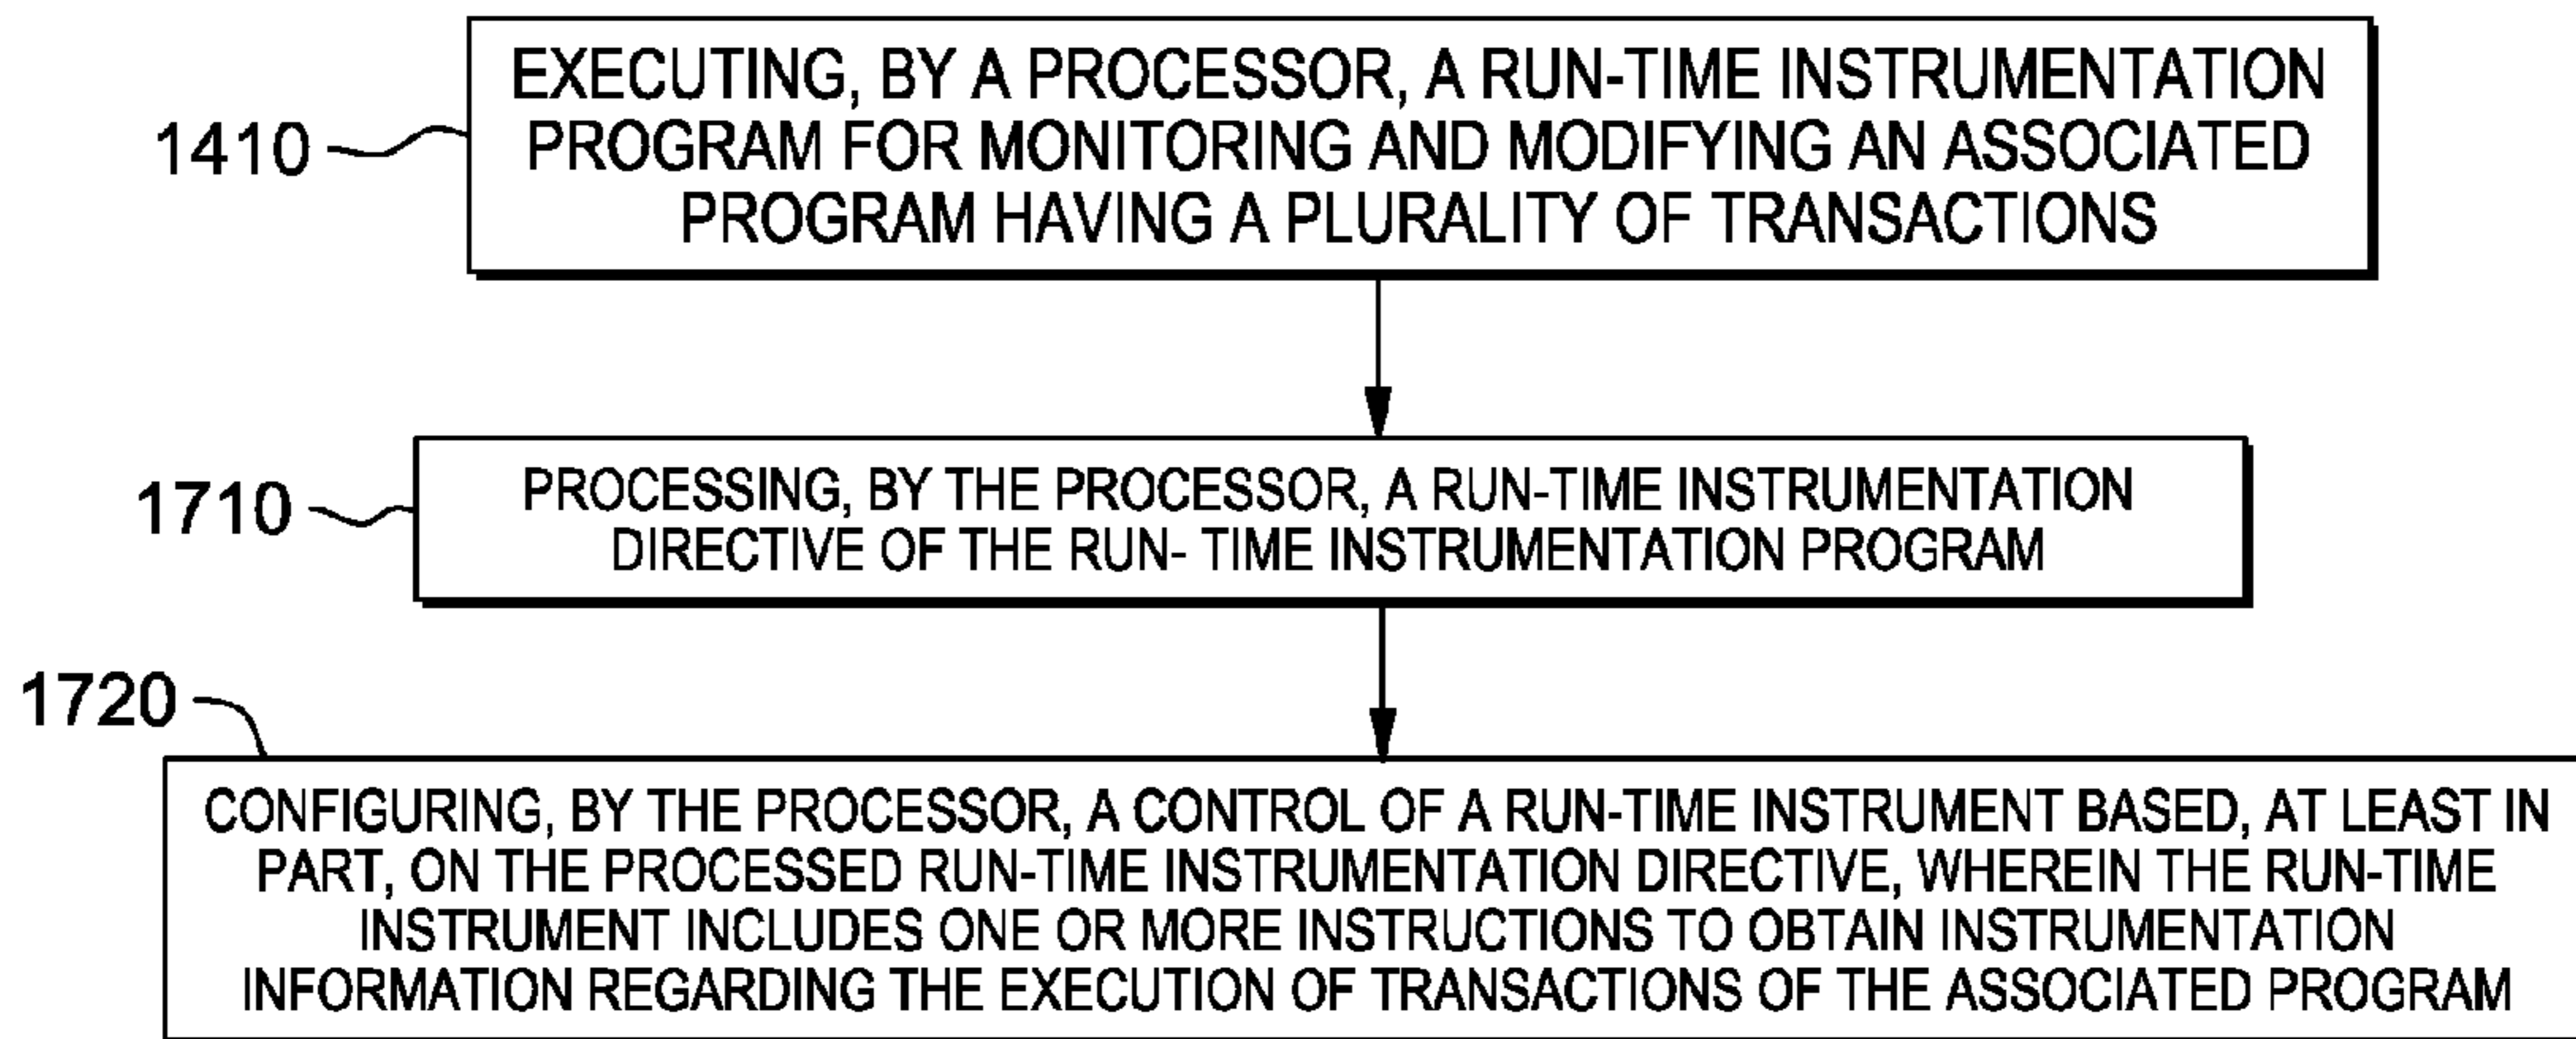 1410
EXECUTING, BY A PROCESSOR, A RUN-TIME INSTRUMENTATION
PROGRAM FOR MONITORING AND MODIFYING AN ASSOCIATED
PROGRAM HAVING A PLURALITY OF TRANSACTIONS
1710
PROCESSING, BY THE PROCESSOR, A RUN-TIME INSTRUMENTATION
DIRECTIVE OF THE RUN- TIME INSTRUMENTATION PROGRAM
1720
CONFIGURING, BY THE PROCESSOR, A CONTROL OF A RUN-TIME INSTRUMENT BASED, AT LEAST IN
PART, ON THE PROCESSED RUN-TIME INSTRUMENTATION DIRECTIVE, WHEREIN THE RUN-TIME
INSTRUMENT INCLUDES ONE OR MORE INSTRUCTIONS TO OBTAIN INSTRUMENTATION
INFORMATION REGARDING THE EXECUTION OF TRANSACTIONS OF THE ASSOCIATED PROGRAM